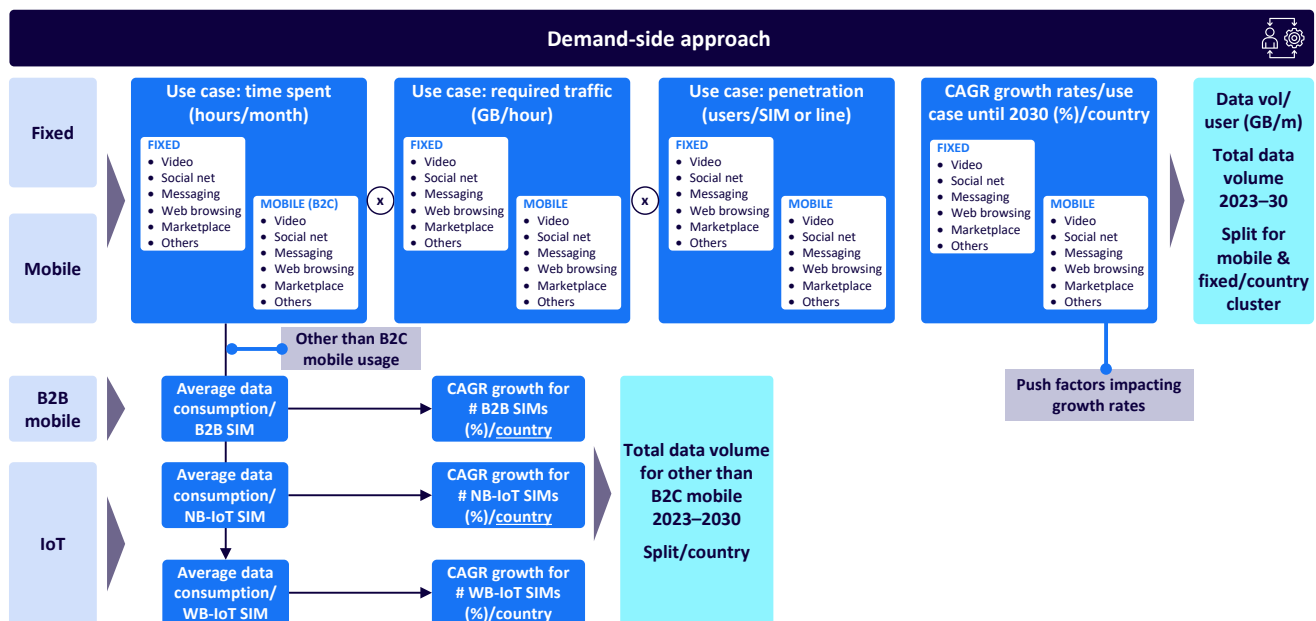 Demand-side approach
Fixed
Mobile
Use case: time spent
(hours/month)
FIXED
• Video
• Social net
• Messaging
• Web browsing
• Marketplace
• Others
MOBILE (B2C)
• Video
• Social net
• Messaging
• Web browsing
• Marketplace
• Others
x
Use case: required traffic
(GB/hour)
FIXED
• Video
• Social net
• Messaging
• Web browsing
• Marketplace
• Others
MOBILE
• Video
• Social net
• Messaging
• Web browsing
• Marketplace
• Others
x
Use case: penetration
(users/SIM or line)
FIXED
• Video
• Social net
• Messaging
• Web browsing
• Marketplace
• Others
MOBILE
• Video
• Social net
• Messaging
• Web browsing
• Marketplace
• Others
CAGR growth rates/use
case until 2030 (%)/country
FIXED
• Video
• Social net
• Messaging
• Web browsing
• Marketplace
• Others
MOBILE
• Video
• Social net
• Messaging
• Web browsing
• Marketplace
• Others
Data vol/
user (GB/m)
Total data
volume
2023–30
Split for
mobile &
fixed/country
cluster
Other than B2C
mobile usage
Push factors impacting
growth rates
B2B
mobile
Average data
consumption/
B2B SIM
CAGR growth for
# B2B SIMs
(%)/country
IoT
Average data
consumption/
NB-IoT SIM
CAGR growth for
# NB-IoT SIMs
(%)/country
Average data
consumption/
WB-IoT SIM
CAGR growth for
# WB-IoT SIMs
(%)/country
Total data volume
for other than
B2C mobile
2023–2030
Split/country